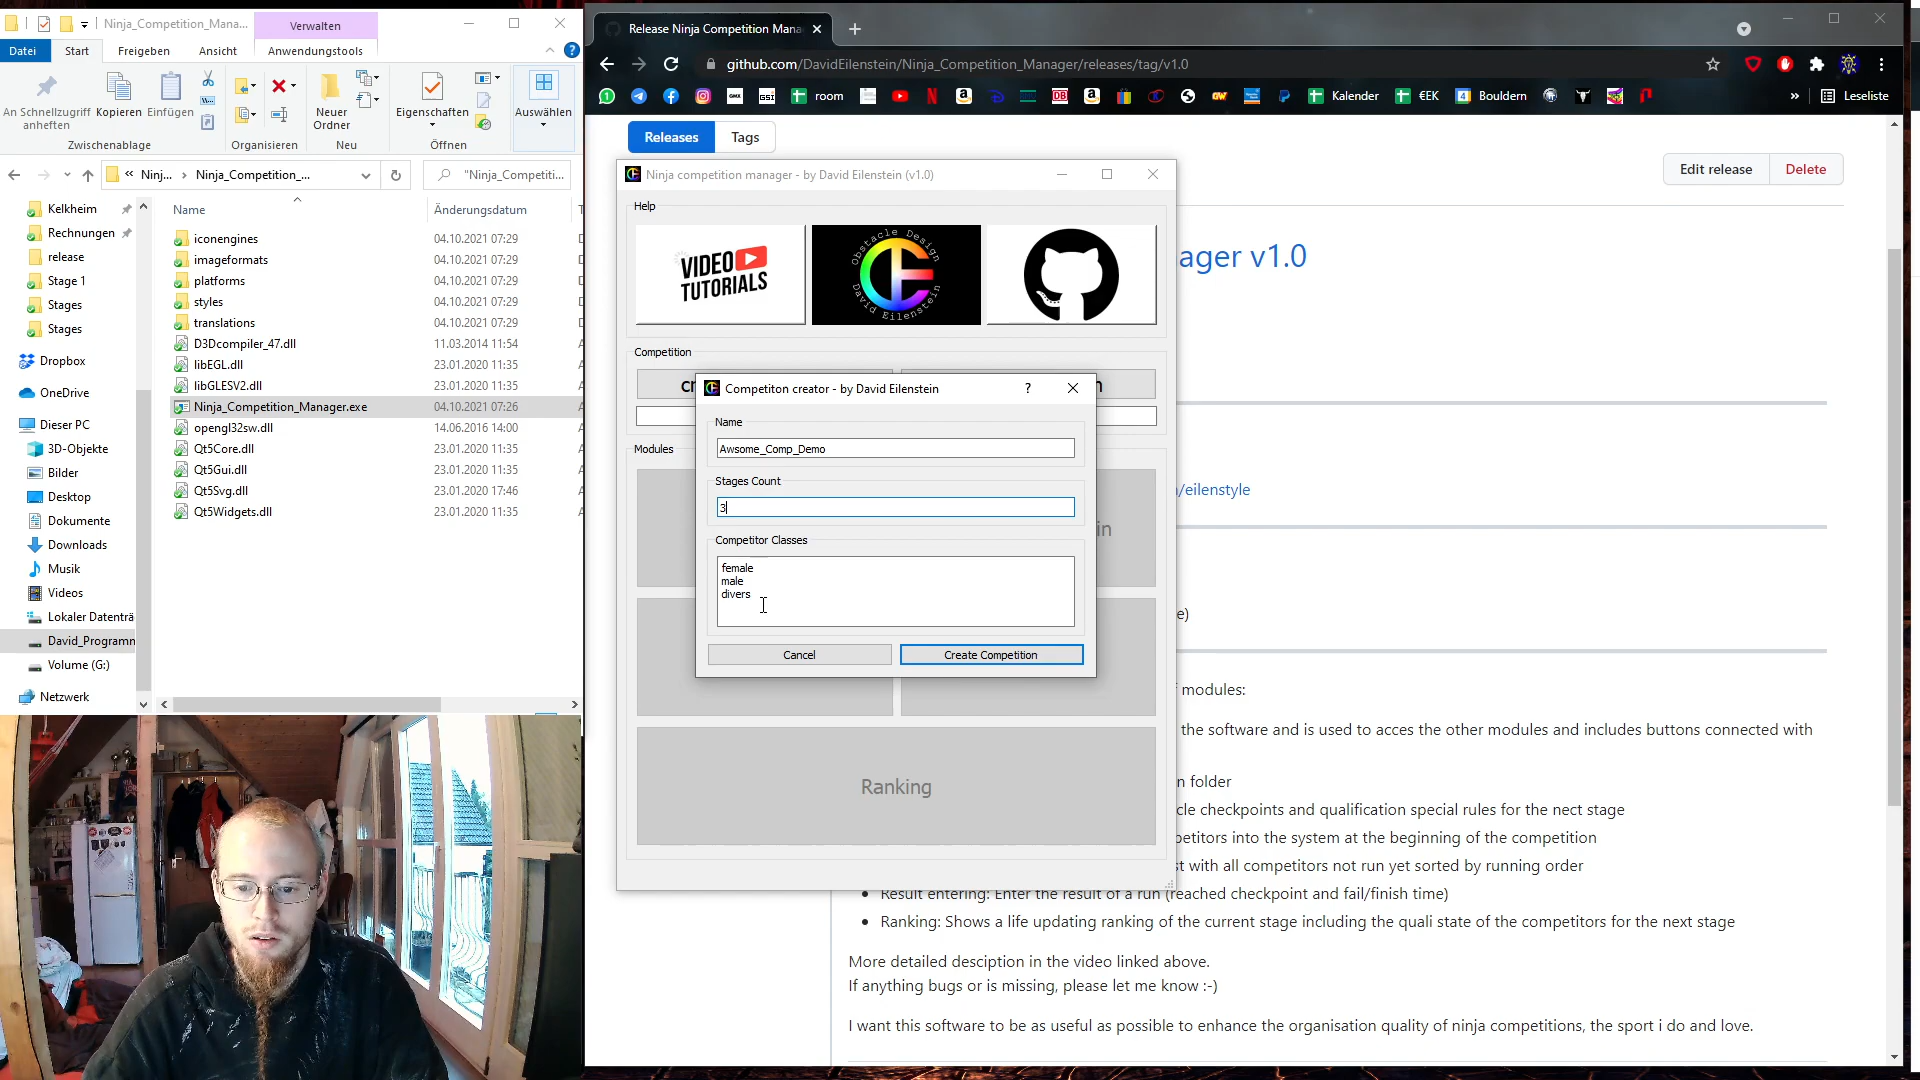 Ninja_Competition_Mana...
Verwalten
Datei
Start
Freigeben
Ansicht
Anwendungstools
An Schnellzugriff anheften
Kopieren
Einfügen
Neuer Ordner
Eigenschaften
Auswählen
Zwischenablage
Organisieren
Neu
Öffnen
« Ninj... › Ninja_Competition_...
"Ninja_Competiti...
Name
Änderungsdatum
Kelkheim
Rechnungen
release
Stage 1
Stages
Stages
Dropbox
OneDrive
Dieser PC
3D-Objekte
Bilder
Desktop
Dokumente
Downloads
Musik
Videos
Lokaler Datenträ
David_Programm
Volume (G:)
Netzwerk
iconengines 04.10.2021 07:29
imageformats 04.10.2021 07:29
platforms 04.10.2021 07:29
styles 04.10.2021 07:29
translations 04.10.2021 07:29
D3Dcompiler_47.dll 11.03.2014 11:54
libEGL.dll 23.01.2020 11:35
libGLESV2.dll 23.01.2020 11:35
Ninja_Competition_Manager.exe 04.10.2021 07:26
opengl32sw.dll 14.06.2016 14:00
Qt5Core.dll 23.01.2020 11:35
Qt5Gui.dll 23.01.2020 11:35
Qt5Svg.dll 23.01.2020 17:46
Qt5Widgets.dll 23.01.2020 11:35
Release Ninja Competition Mana
github.com/DavidEilenstein/Ninja_Competition_Manager/releases/tag/v1.0
GMX
GSI
room
DB
Kalender
€EK
4 Bouldern
»
Leseliste
Releases
Tags
Edit release
Delete
ager v1.0
/eilenstyle
e)
modules:
the software and is used to acces the other modules and includes buttons connected with
n folder
cle checkpoints and qualification special rules for the nect stage
petitors into the system at the beginning of the competition
st with all competitors not run yet sorted by running order
Result entering: Enter the result of a run (reached checkpoint and fail/finish time)
Ranking: Shows a life updating ranking of the current stage including the quali state of the competitors for the next stage
More detailed desciption in the video linked above.
If anything bugs or is missing, please let me know :-)
I want this software to be as useful as possible to enhance the organisation quality of ninja competitions, the sport i do and love.
Ninja competition manager - by David Eilenstein (v1.0)
Help
VIDEO
TUTORIALS
Obstacle Design
David Eilenstein
Competition
cr
n
Modules
in
Ranking
Competiton creator - by David Eilenstein
?
Name
Awsome_Comp_Demo
Stages Count
3
Competitor Classes
female
male
divers
Cancel
Create Competition